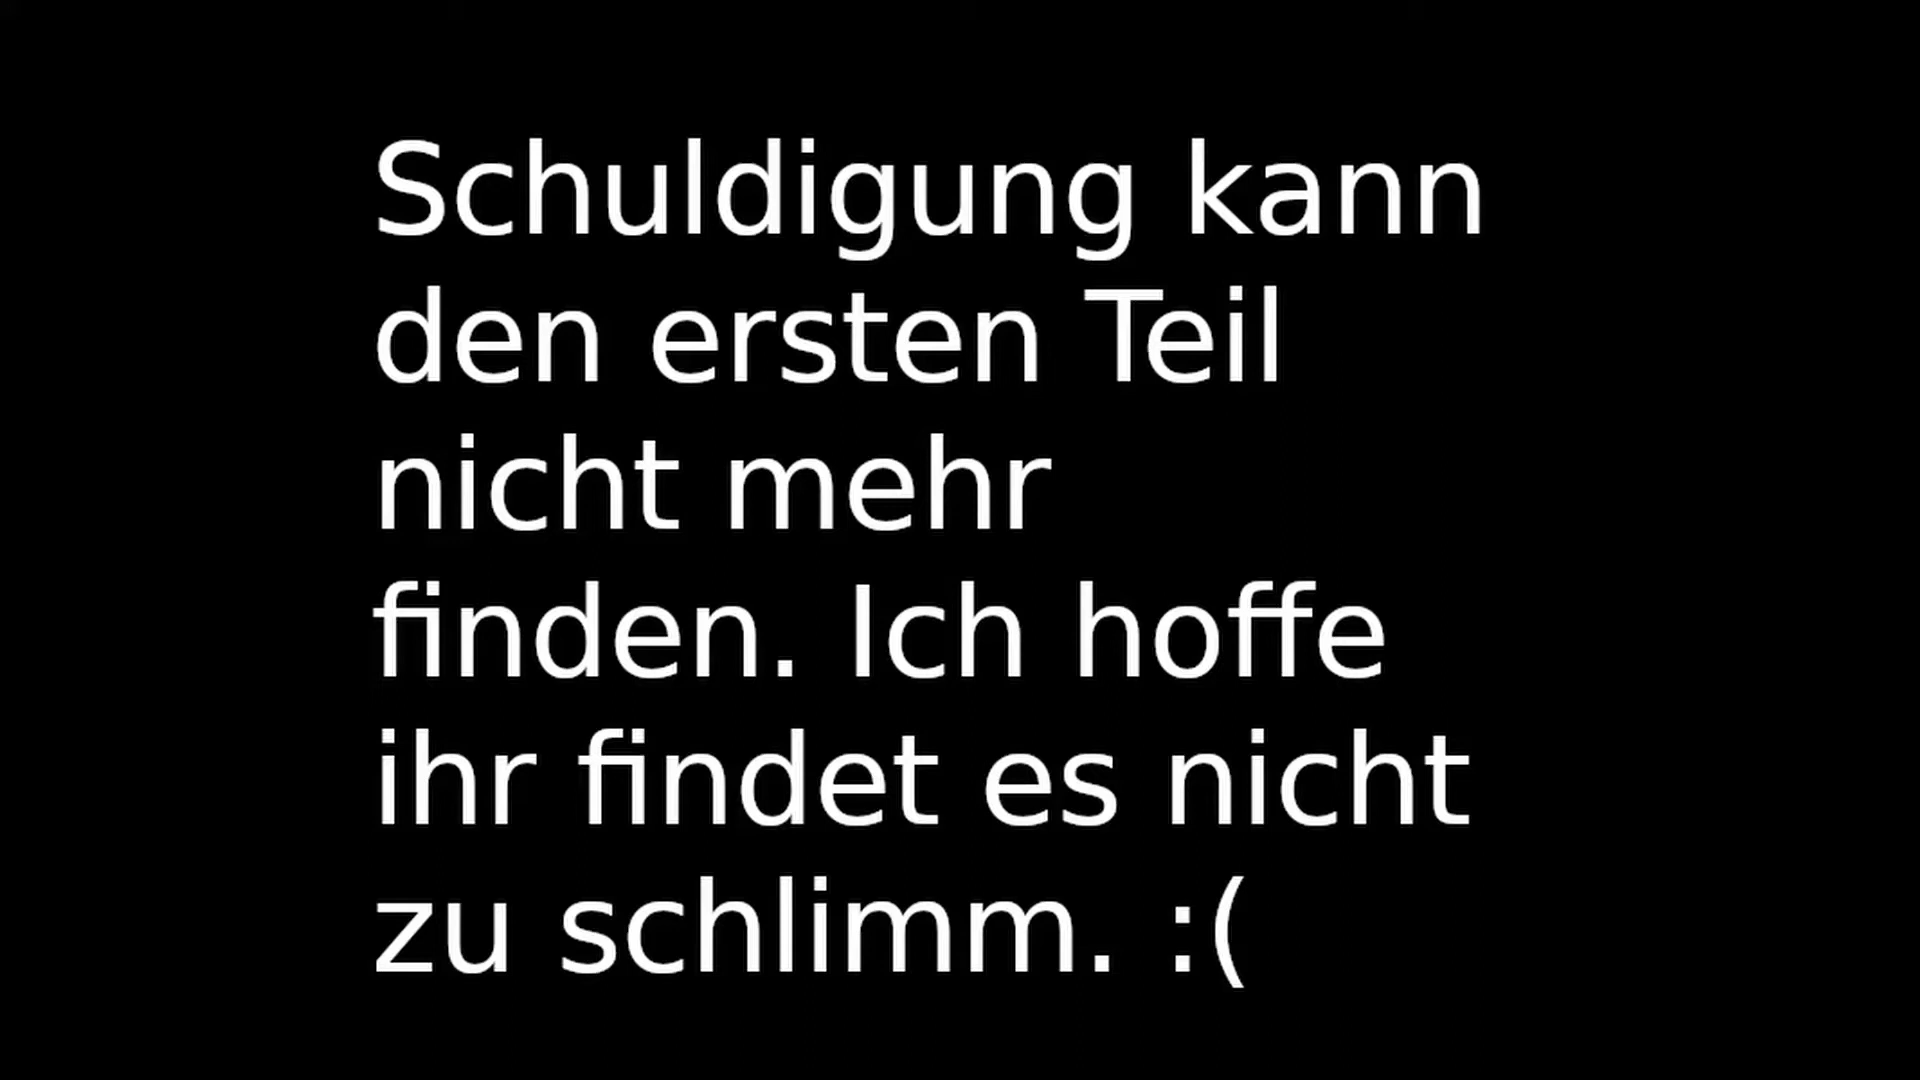 Schuldigung kann
den ersten Teil
nicht mehr
finden. Ich hoffe
ihr findet es nicht
zu schlimm. :(